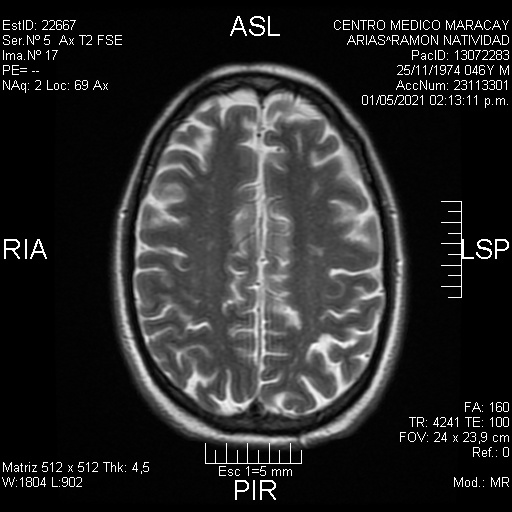 EstID: 22667
Ser.Nº 5 Ax T2 FSE
Ima.Nº 17
PE= --
NAq: 2 Loc: 69 Ax
ASL
CENTRO MEDICO MARACAY
ARIAS^RAMON NATIVIDAD
PacID: 13072283
25/11/1974 046Y M
AccNum: 23113301
01/05/2021 02:13:11 p.m.
RIA
LSP
FA: 160
TR: 4241 TE: 100
FOV: 24 x 23,9 cm
Ref.: 0
Matriz 512 x 512 Thk: 4,5
W:1804 L:902
Esc 1=5 mm
PIR
Mod.: MR